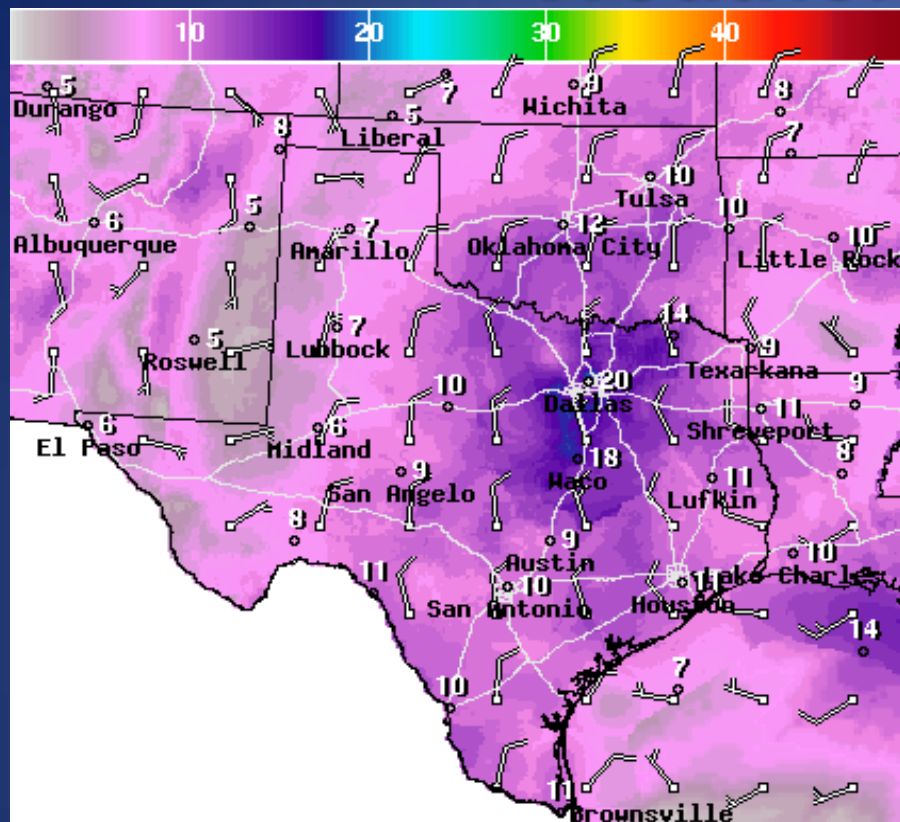 10 20 30 40
5
Durango
7
5
Liberal
9
Wichita
8
8
7
10
Tulsa
6
Albuquerque
5
7
Amarillo
12
Oklahoma City
10
10
Little Rock
5
Roswell
7
Lubbock
14
9
Texarkana
20
Dallas
10
9
11
Shreveport
6
El Paso
6
Midland
9
San Angelo
18
Waco
11
Lufkin
8
8
9
Austin
10
Lake Charles
11
10
San Antonio
11
Houston
14
10
7
11
Brownsville